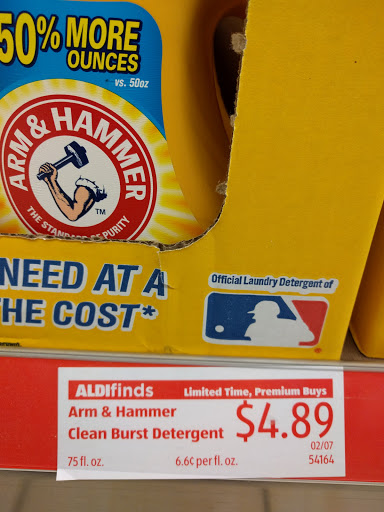 50% MORE
OUNCES
vs. 50oz
ARM & HAMMER
THE STANDARD OF PURITY
TM
NEED AT A
HE COST*
Official Laundry Detergent of
ALDIfinds Limited Time, Premium Buys
Arm & Hammer
Clean Burst Detergent
$4.89
02/07
75 fl. oz. 6.6¢ per fl. oz. 54164